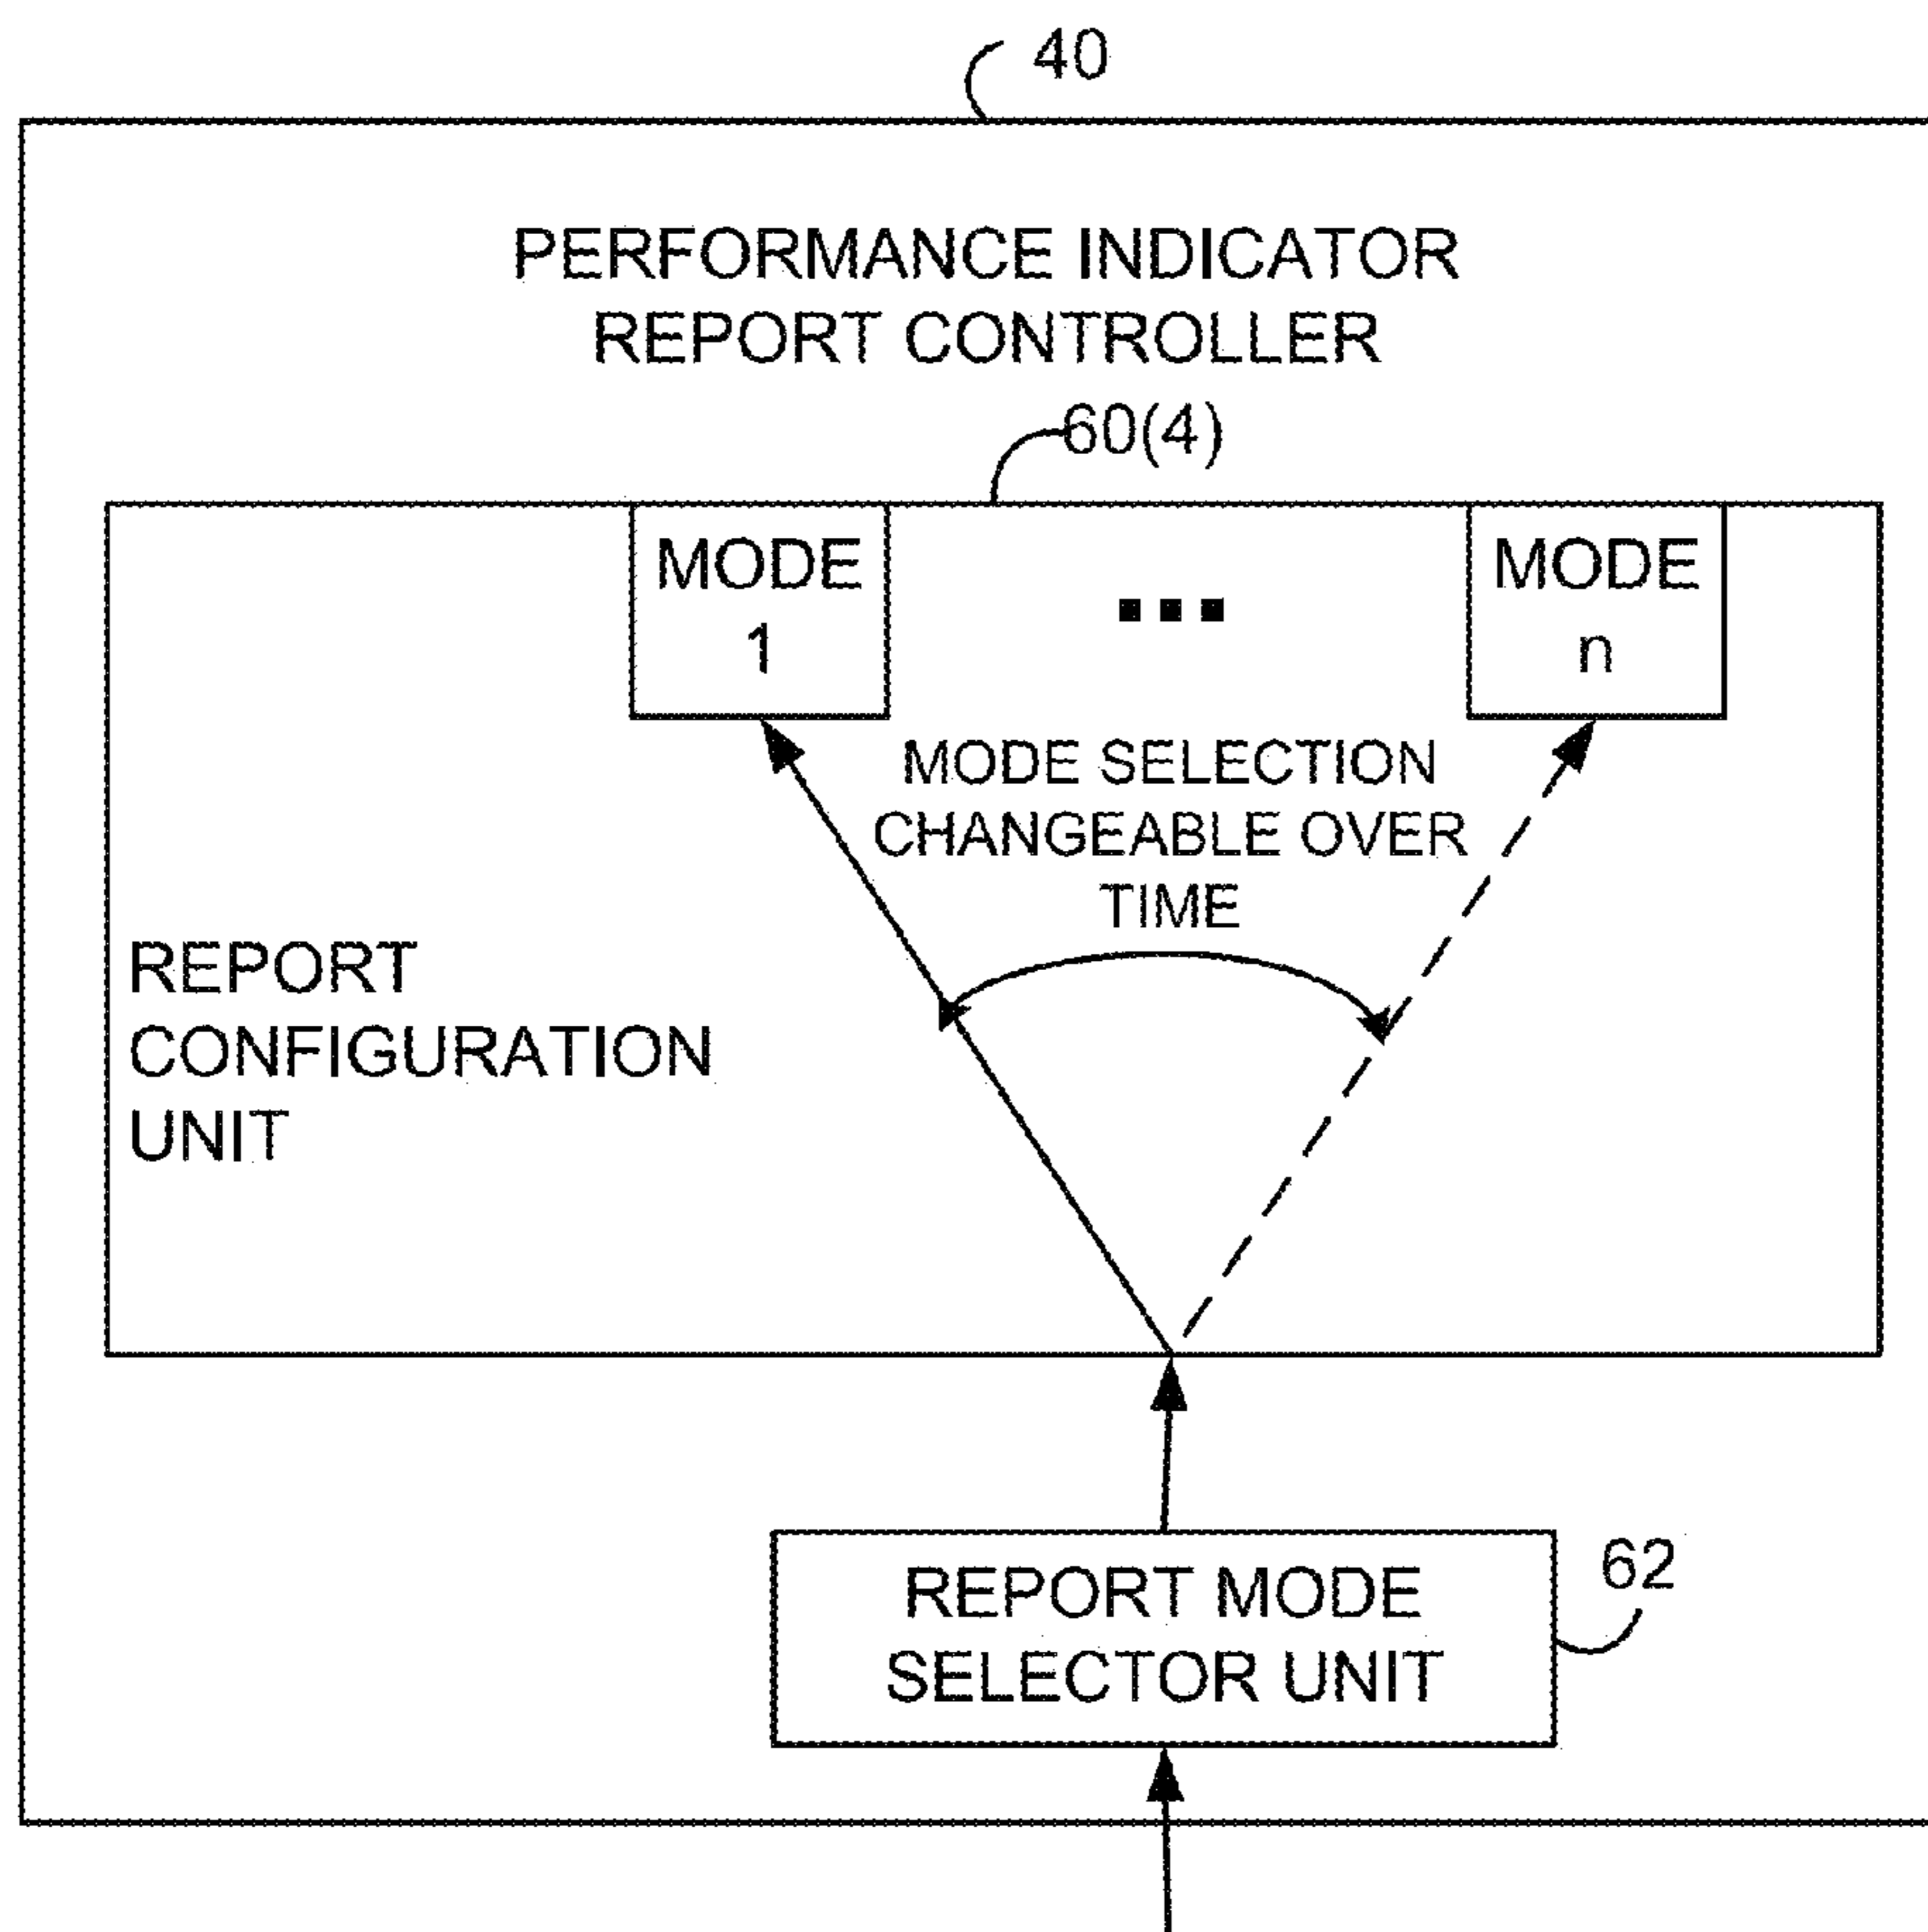 40
PERFORMANCE INDICATOR
REPORT CONTROLLER
60(4)
MODE
1
MODE
n
MODE SELECTION
CHANGEABLE OVER
TIME
REPORT
CONFIGURATION
UNIT
REPORT MODE
SELECTOR UNIT
62